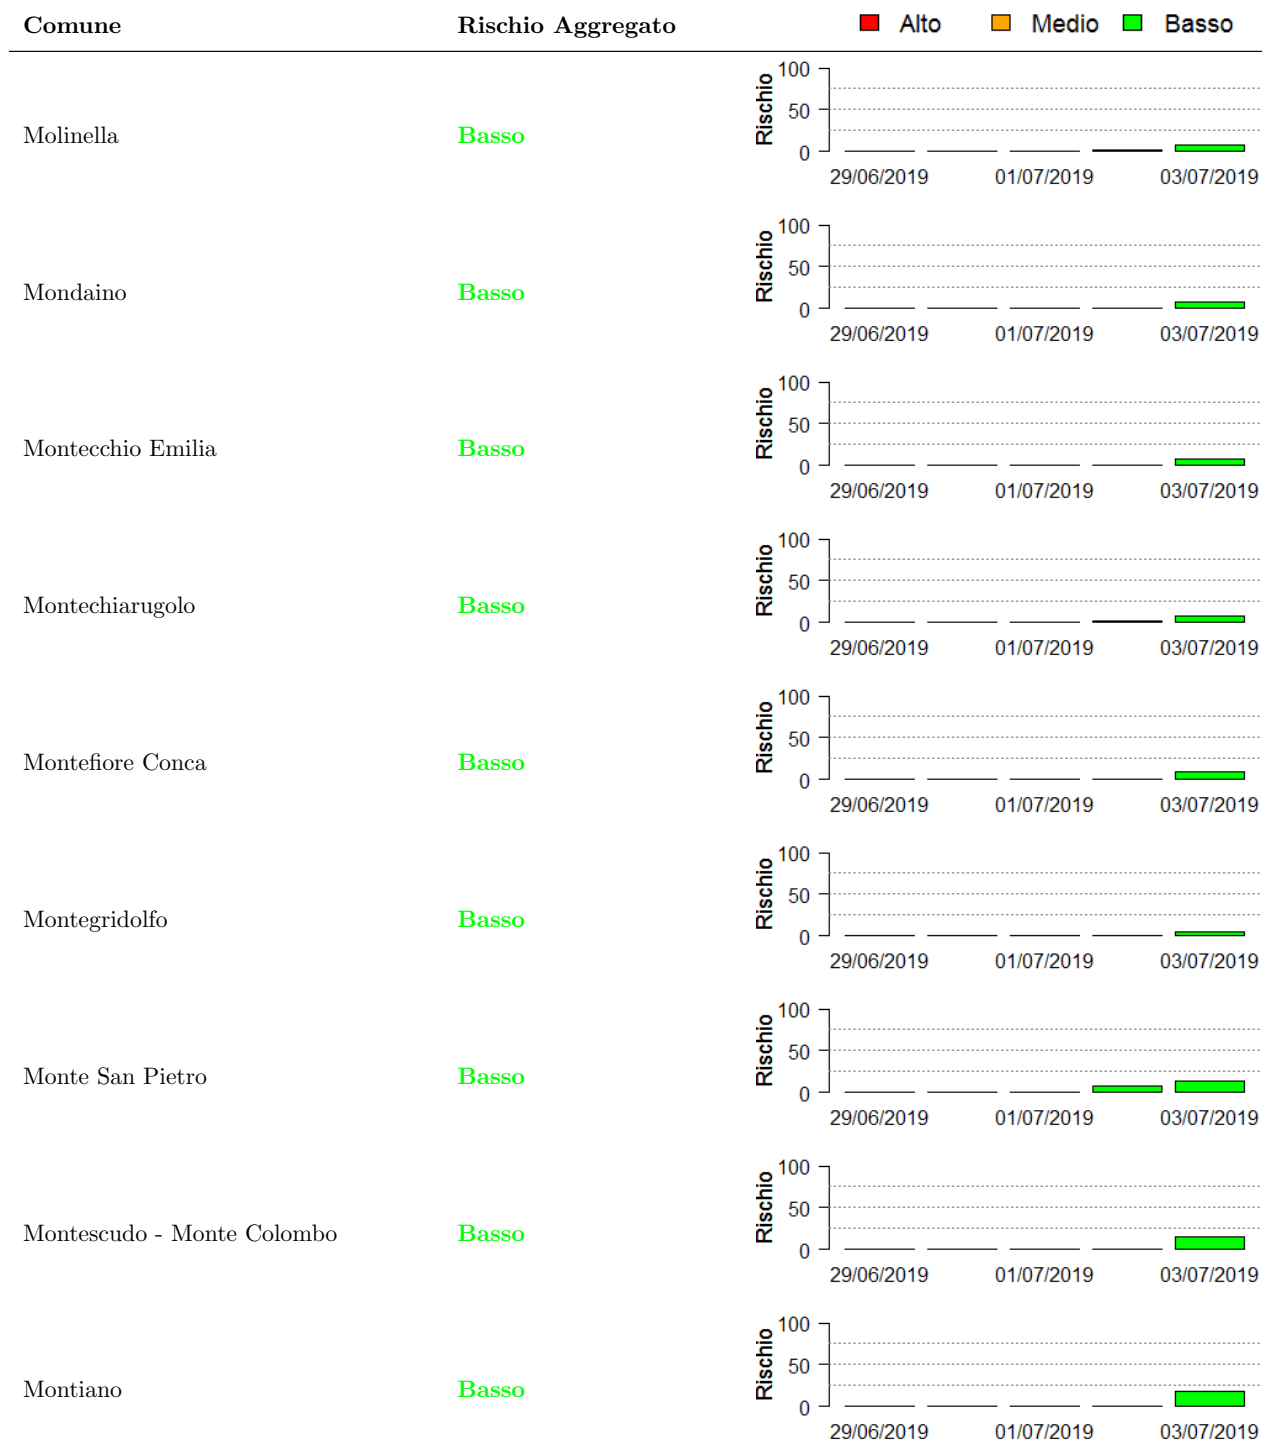 Comune Rischio Aggregato Alto Medio Basso
100
50
0
Rischio
Molinella Basso
29/06/2019 01/07/2019 03/07/2019
100
50
0
Rischio
Mondaino Basso
29/06/2019 01/07/2019 03/07/2019
100
50
0
Rischio
Montecchio Emilia Basso
29/06/2019 01/07/2019 03/07/2019
100
50
0
Rischio
Montechiarugolo Basso
29/06/2019 01/07/2019 03/07/2019
100
50
0
Rischio
Montefiore Conca Basso
29/06/2019 01/07/2019 03/07/2019
100
50
0
Rischio
Montegridolfo Basso
29/06/2019 01/07/2019 03/07/2019
100
50
0
Rischio
Monte San Pietro Basso
29/06/2019 01/07/2019 03/07/2019
100
50
0
Rischio
Montescudo - Monte Colombo Basso
29/06/2019 01/07/2019 03/07/2019
100
50
0
Rischio
Montiano Basso
29/06/2019 01/07/2019 03/07/2019